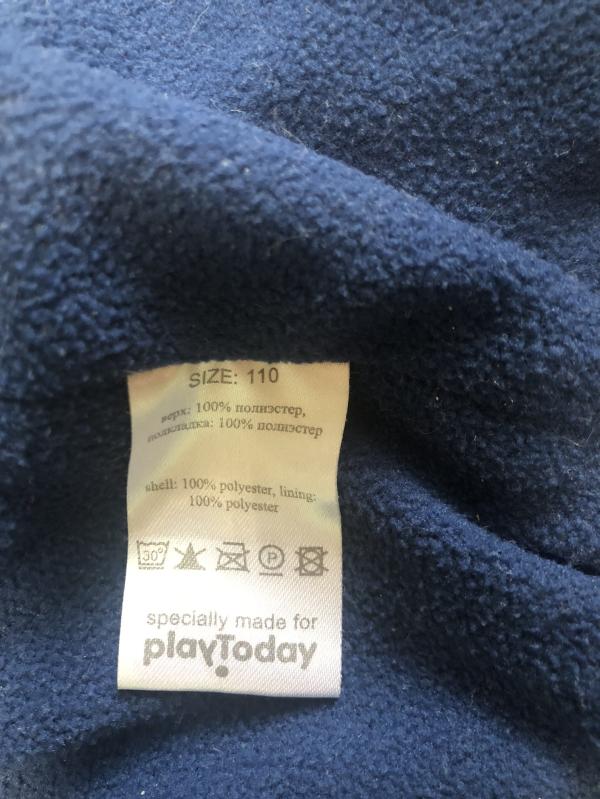 SIZE: 110
верх: 100% полиэстер,
подкладка: 100% полиэстер
shell: 100% polyester, lining:
100% polyester
30°
P
specially made for
playToday